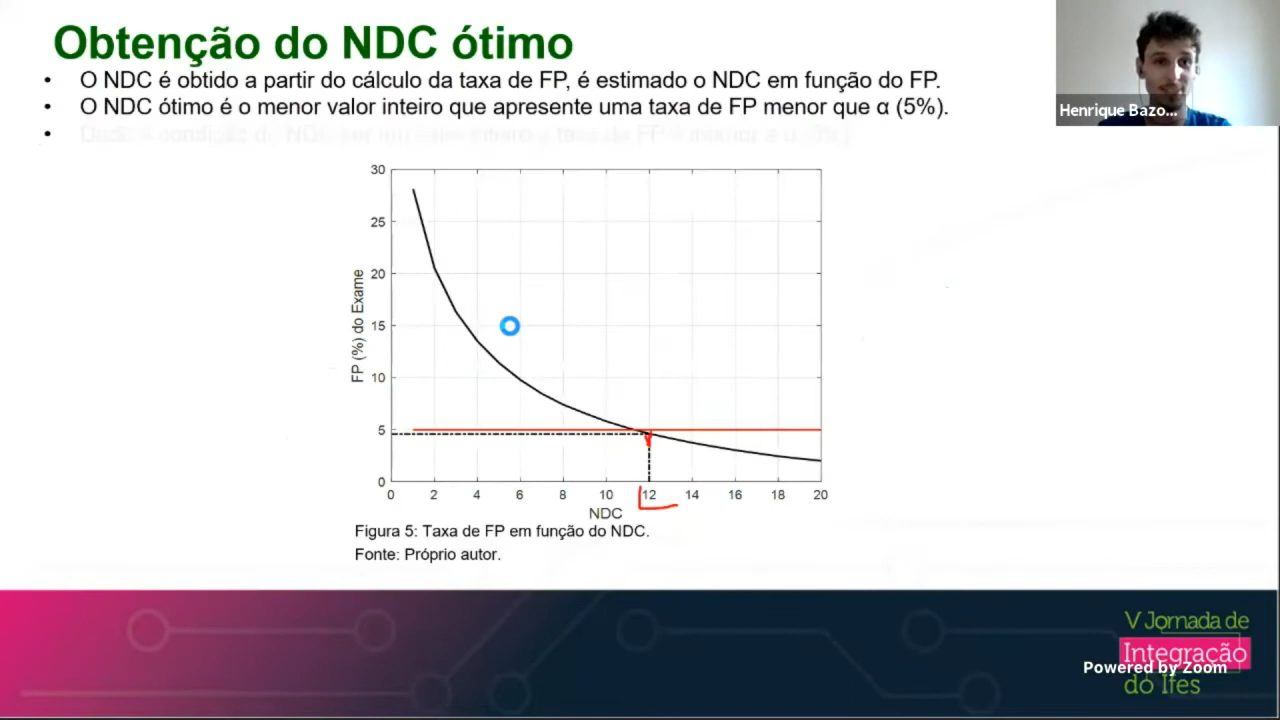 Obtenção do NDC ótimo
• O NDC é obtido a partir do cálculo da taxa de FP, é estimado o NDC em função do FP.
• O NDC ótimo é o menor valor inteiro que apresente uma taxa de FP menor que α (5%).
•
Henrique Bazo...
30
25
20
15
10
5
0
FP (%) do Exame
0 2 4 6 8 10 12 14 16 18 20
NDC
Figura 5: Taxa de FP em função do NDC.
Fonte: Próprio autor.
V Jornada de
Integração
do Ifes
Powered by Zoom